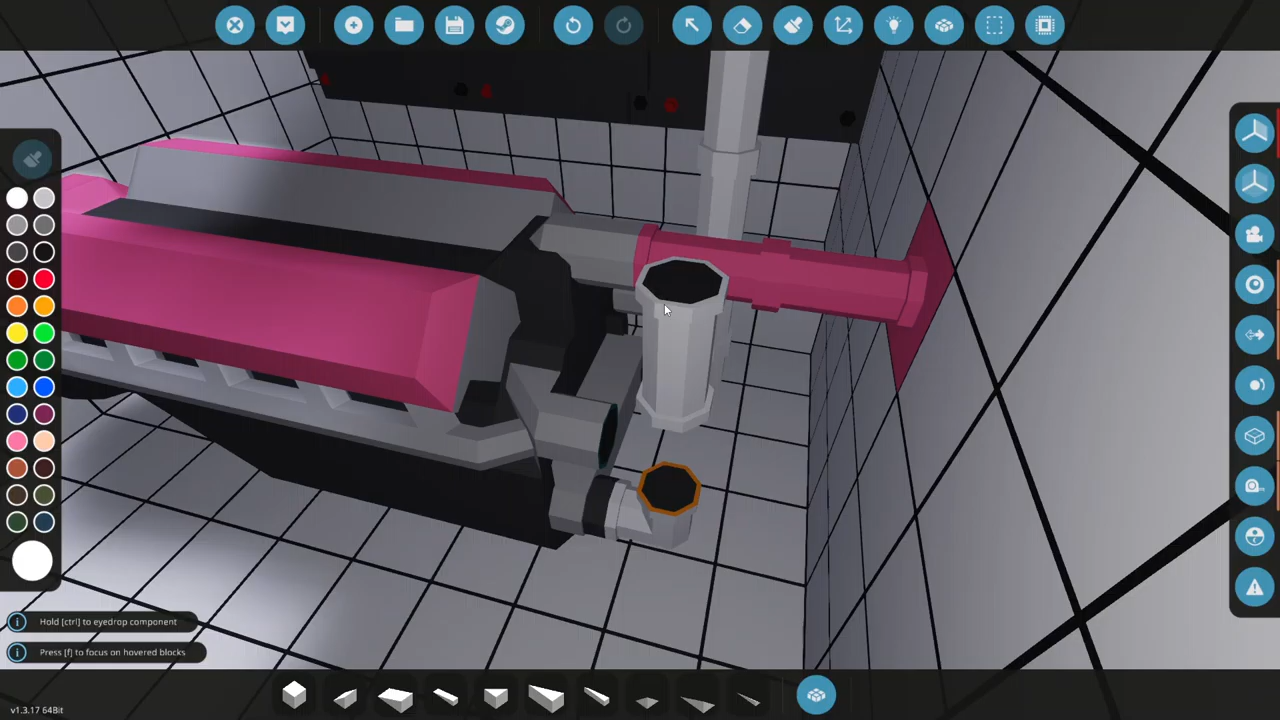 Hold [ctrl] to eyedrop component
Press [f] to focus on hovered blocks
v1.3.17 64Bit